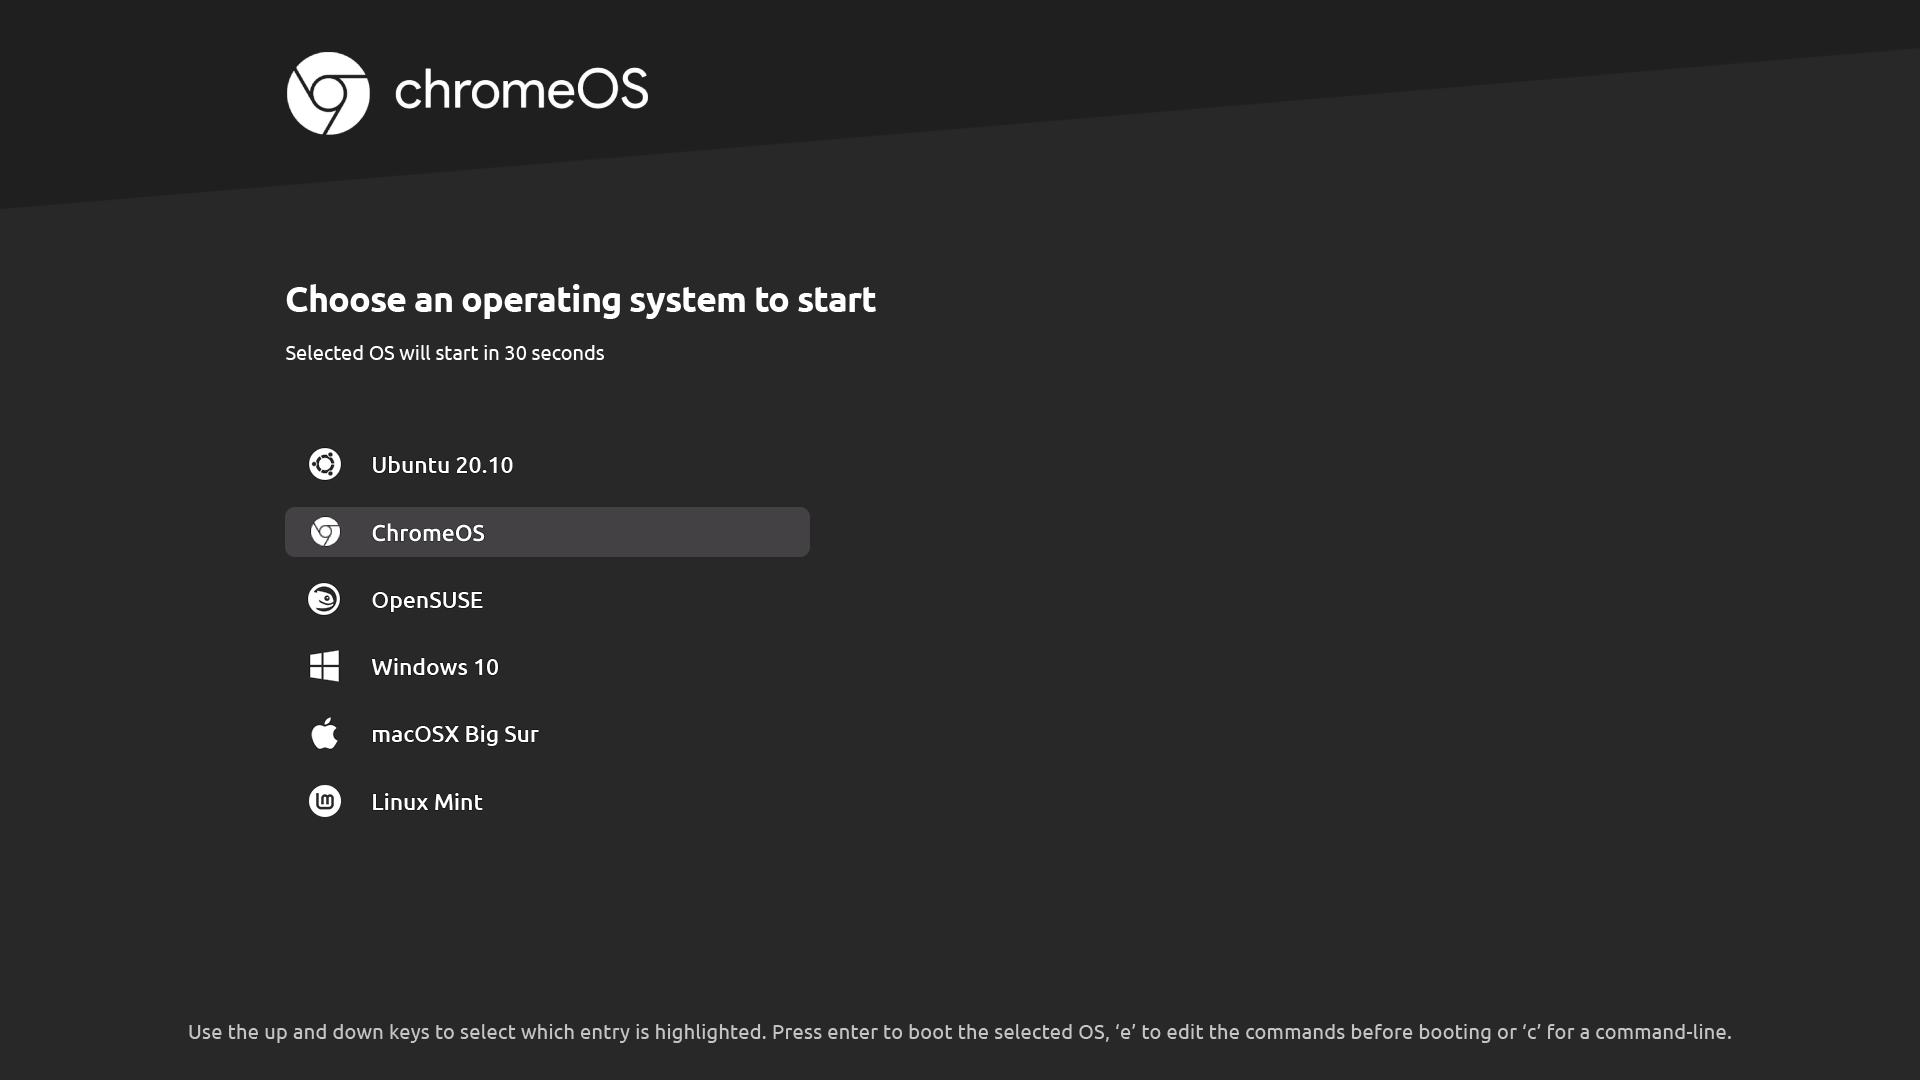 chromeOS
Choose an operating system to start
Selected OS will start in 30 seconds
Ubuntu 20.10
ChromeOS
OpenSUSE
Windows 10
macOSX Big Sur
Linux Mint
Use the up and down keys to select which entry is highlighted. Press enter to boot the selected OS, ‘e’ to edit the commands before booting or ‘c’ for a command-line.